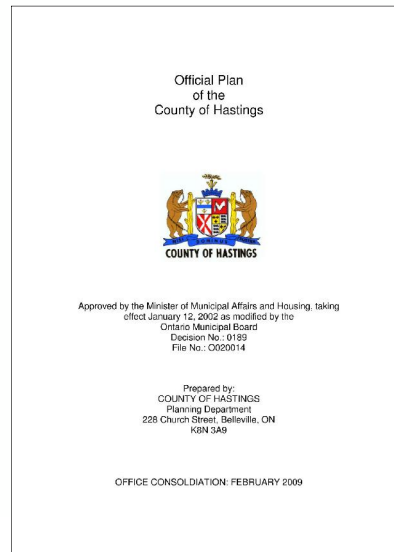 Official Plan
of the
County of Hastings
COUNTY OF HASTINGS
Approved by the Minister of Municipal Affairs and Housing, taking
effect January 12, 2002 as modified by the
Ontario Municipal Board
Decision No.: 0189
File No.: O020014
Prepared by:
COUNTY OF HASTINGS
Planning Department
228 Church Street, Belleville, ON
K8N 3A9
OFFICE CONSOLDIATION: FEBRUARY 2009